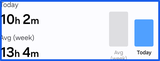 Today
10h 2m
Avg (week)
13h 4m
Avg
(week)
Today